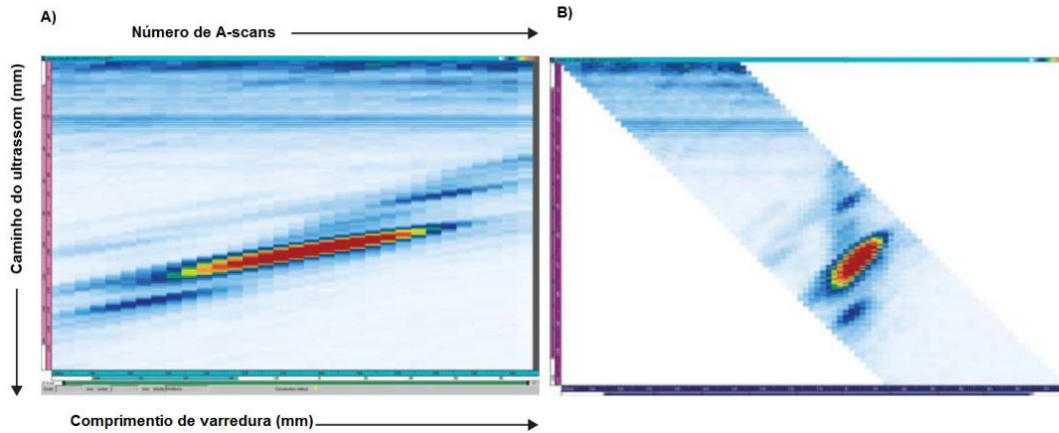 A)
Número de A-scans
B)
Caminho do ultrassom (mm)
Comprimentio de varredura (mm)